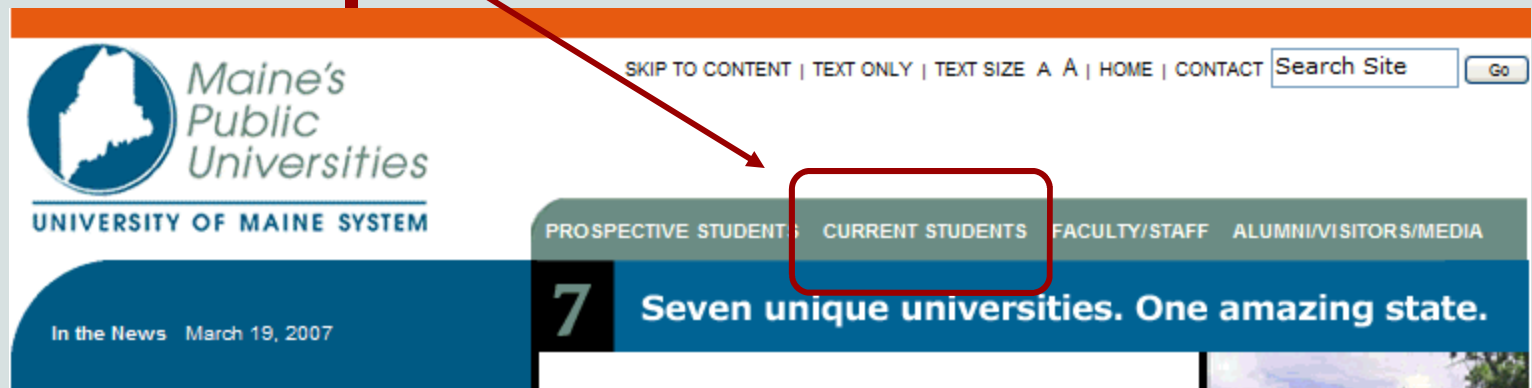 Maine's
Public
Universities
UNIVERSITY OF MAINE SYSTEM
SKIP TO CONTENT | TEXT ONLY | TEXT SIZE A A | HOME | CONTACT Search Site Go
PROSPECTIVE STUDENTS CURRENT STUDENTS FACULTY/STAFF ALUMNI/VISITORS/MEDIA
7 Seven unique universities. One amazing state.
In the News March 19, 2007